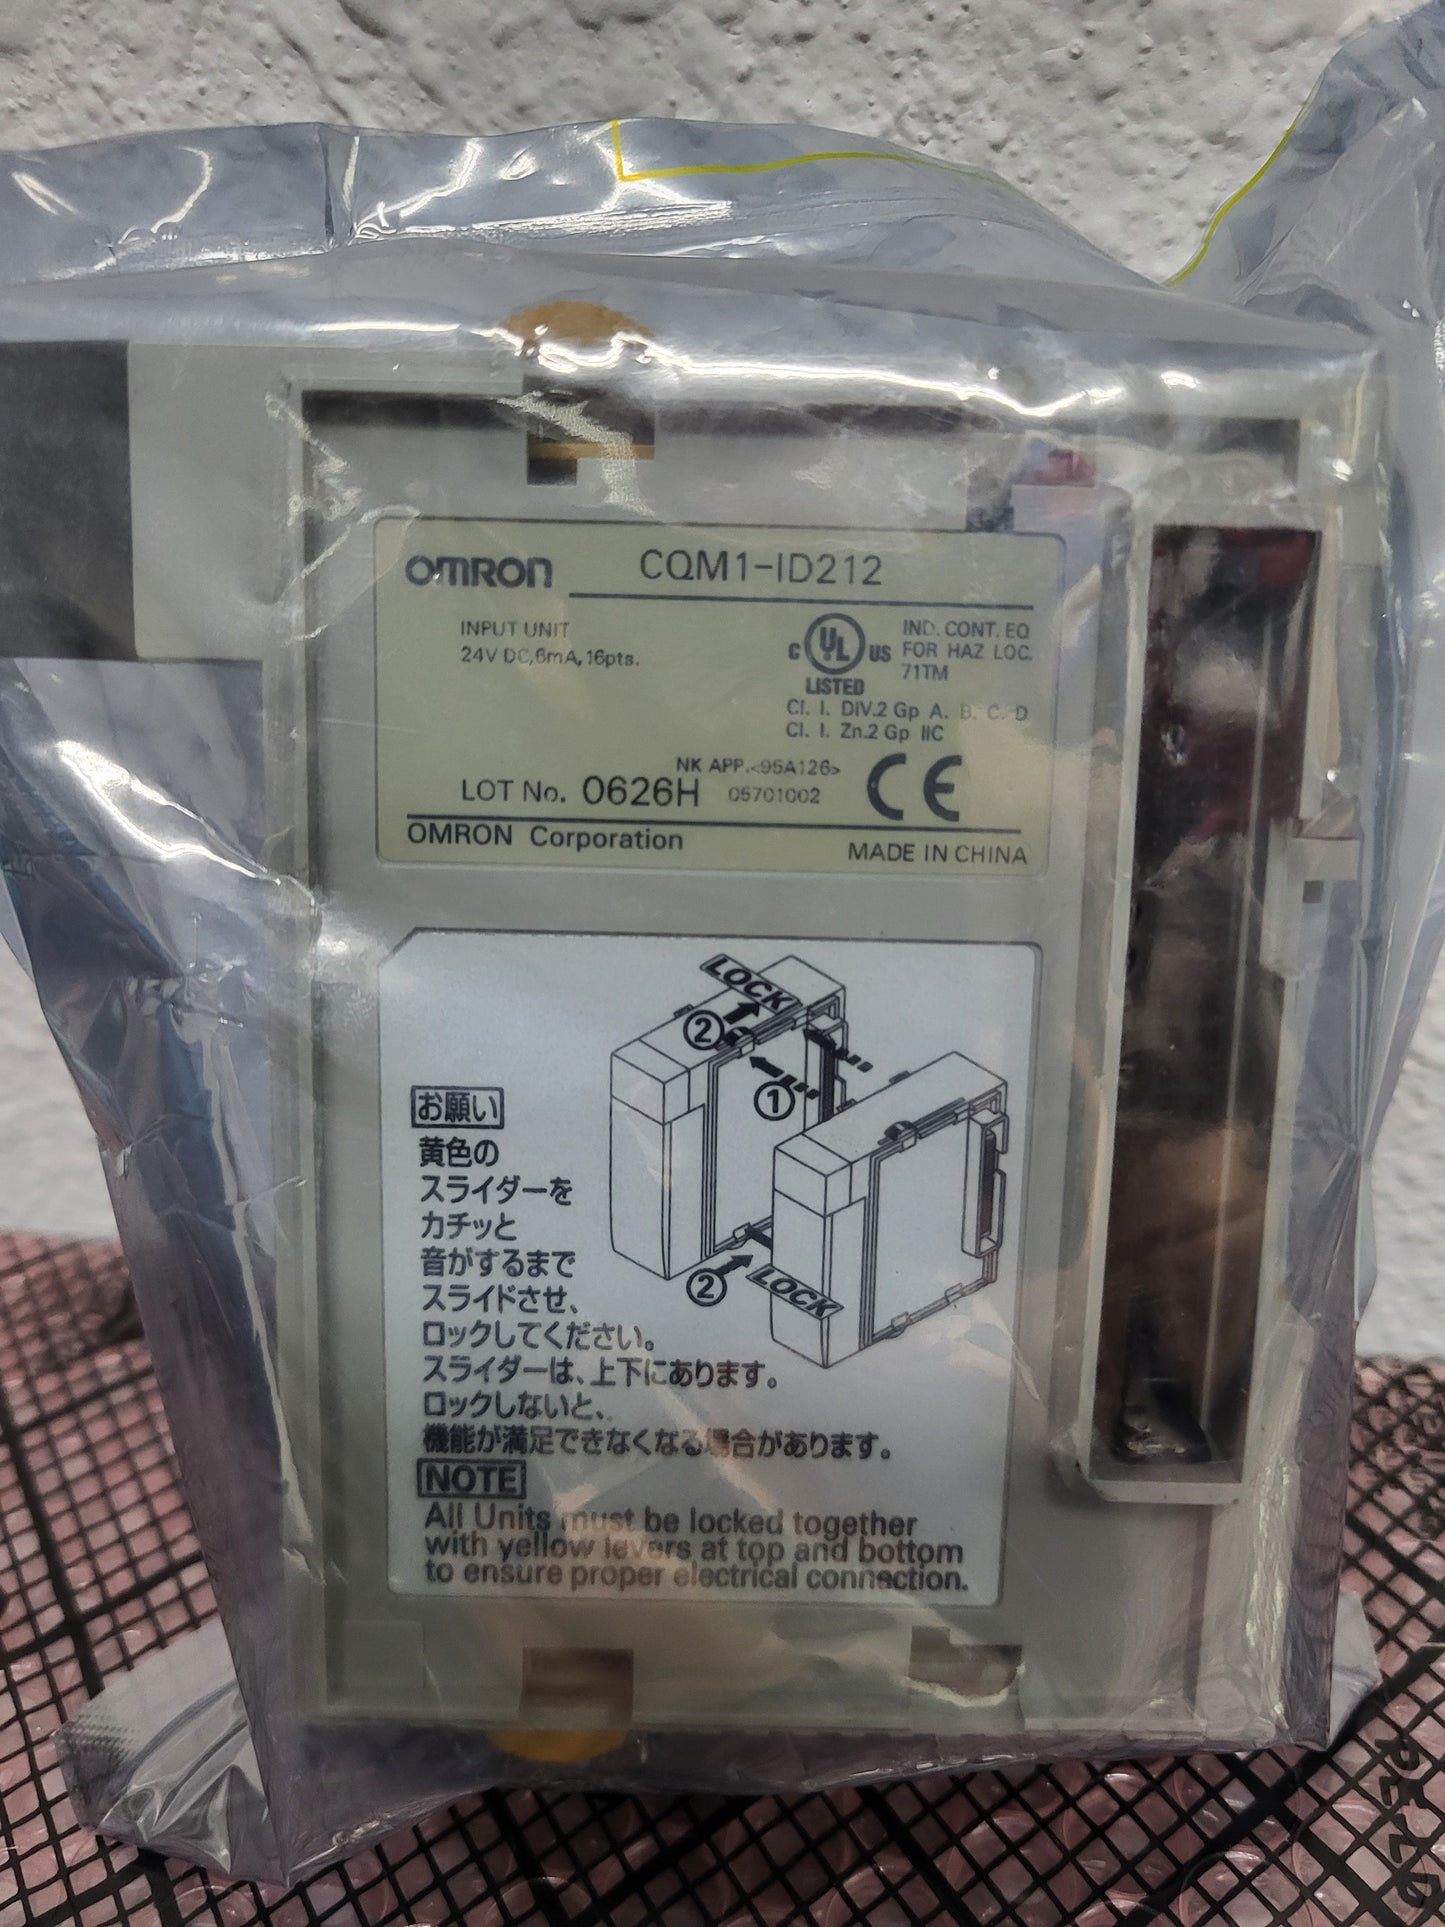 OMRON CQM1-ID212
INPUT UNIT
24V DC,6mA,16pts.
C UL US
LISTED
IND. CONT. EQ
FOR HAZ LOC.
71TM
Cl. I. DIV.2 Gp A. B. C. D
Cl. I. Zn.2 Gp IIC
NK APP.<95A126>
LOT No. 0626H 05701002 CE
OMRON Corporation MADE IN CHINA
LOCK
②
①
②
LOCK
お願い
黄色の
スライダーを
カチッと
音がするまで
スライドさせ、
ロックしてください。
スライダーは、上下にあります。
ロックしないと、
機能が満足できなくなる場合があります。
NOTE
All Units must be locked together
with yellow levers at top and bottom
to ensure proper electrical connection.